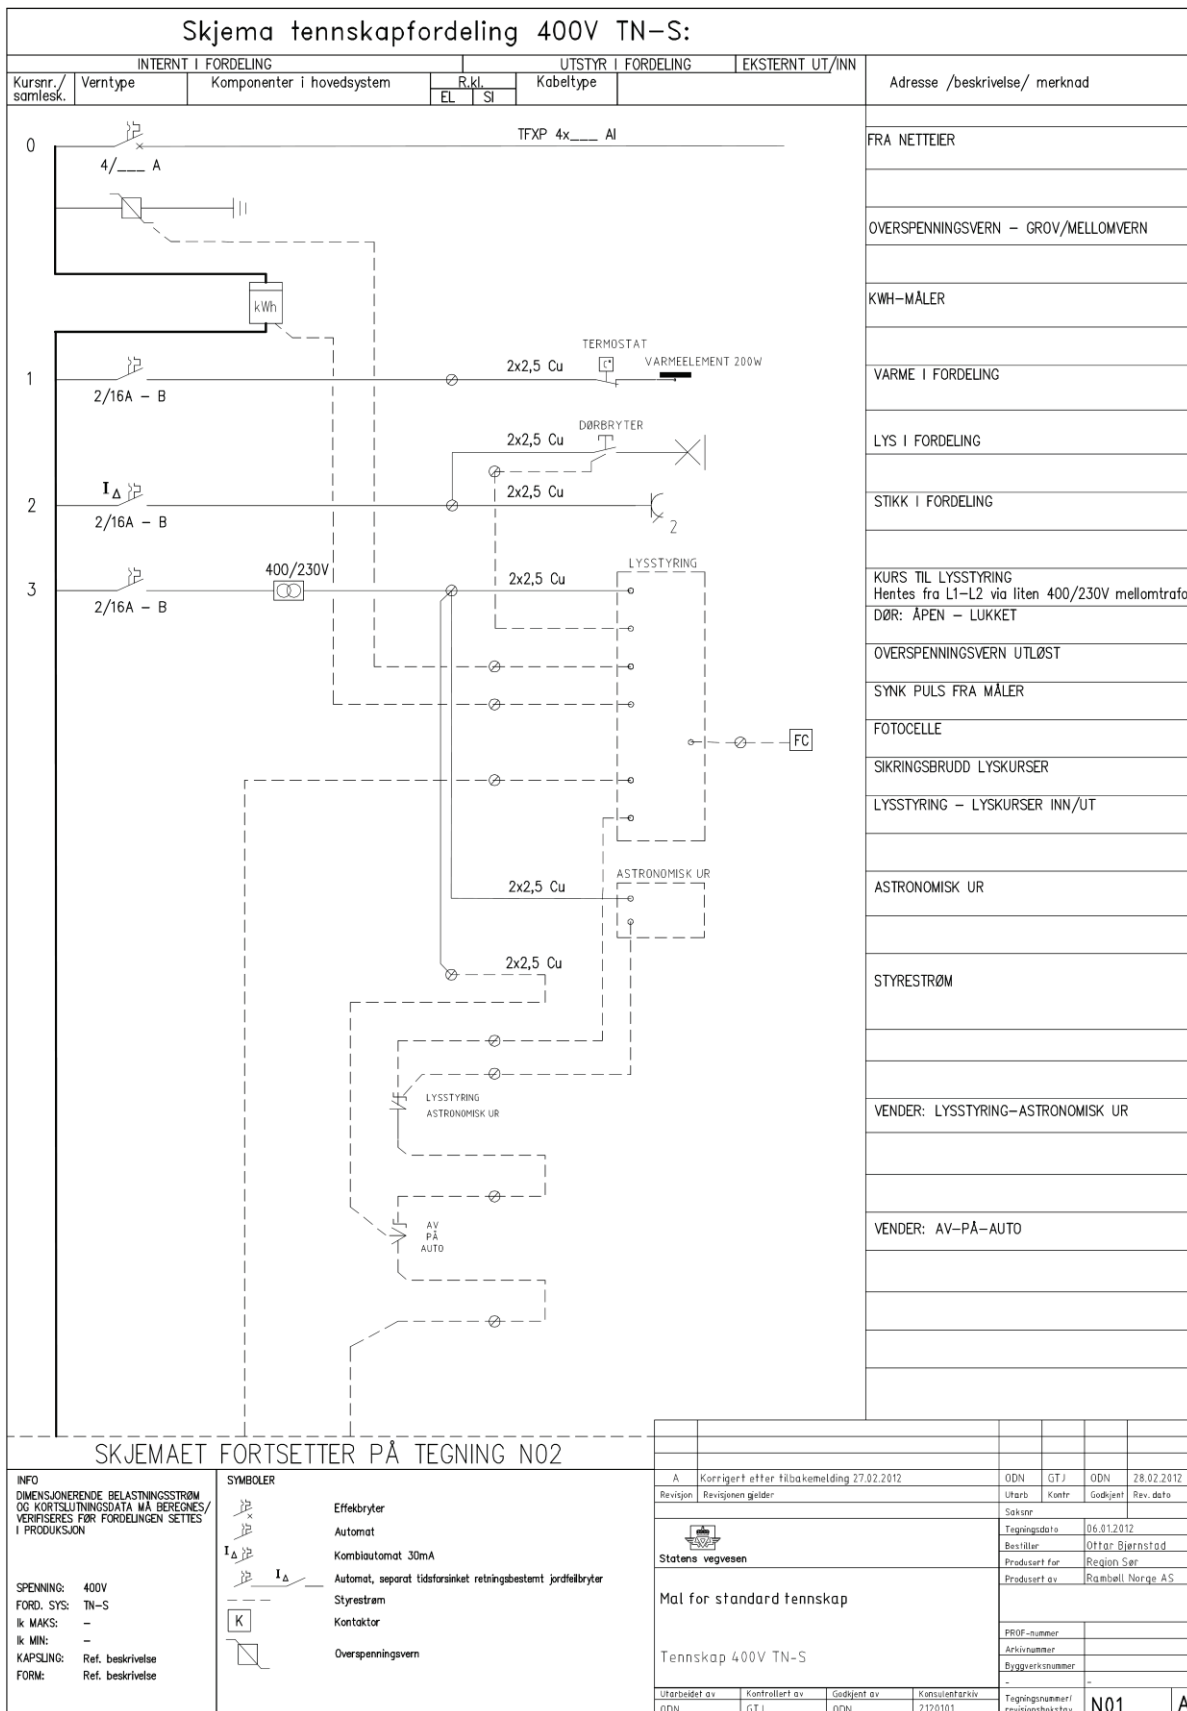 Skjema tennskapfordeling 400V TN-S:
INTERNT I FORDELING
UTSTYR I FORDELING
EKSTERNT UT/INN
Kursnr./
samlesk.
Verntype
Komponenter i hovedsystem
R.kl.
EL
SI
Kabeltype
Adresse /beskrivelse/ merknad
0
4/___ A
TFXP 4x___ Al
FRA NETTEIER
OVERSPENNINGSVERN - GROV/MELLOMVERN
kWh
KWH-MÅLER
TERMOSTAT
C°
VARMEELEMENT 200W
1
2/16A - B
2x2,5 Cu
VARME I FORDELING
DØRBRYTER
2x2,5 Cu
LYS I FORDELING
2
I Δ
2/16A - B
2x2,5 Cu
2
STIKK I FORDELING
LYSSTYRING
3
2/16A - B
400/230V
2x2,5 Cu
KURS TIL LYSSTYRING
Hentes fra L1-L2 via liten 400/230V mellomtrafo
DØR: ÅPEN - LUKKET
OVERSPENNINGSVERN UTLØST
SYNK PULS FRA MÅLER
FOTOCELLE
FC
SIKRINGSBRUDD LYSKURSER
LYSSTYRING - LYSKURSER INN/UT
ASTRONOMISK UR
2x2,5 Cu
ASTRONOMISK UR
2x2,5 Cu
STYRESTRØM
LYSSTYRING
ASTRONOMISK UR
VENDER: LYSSTYRING-ASTRONOMISK UR
AV
PÅ
AUTO
VENDER: AV-PÅ-AUTO
SKJEMAET FORTSETTER PÅ TEGNING N02
INFO
DIMENSJONERENDE BELASTNINGSSTRØM
OG KORTSLUTNINGSDATA MÅ BEREGNES/
VERIFISERES FØR FORDELINGEN SETTES
I PRODUKSJON
SPENNING: 400V
FORD. SYS: TN-S
Ik MAKS: -
Ik MIN: -
KAPSLING: Ref. beskrivelse
FORM: Ref. beskrivelse
SYMBOLER
Effekbryter
Automat
I Δ
Kombiautomat 30mA
I Δ
Automat, separat tidsforsinket retningsbestemt jordfeilbryter
Styrestrøm
K
Kontaktor
Overspenningsvern
A
Korrigert etter tilbakemelding 27.02.2012
ODN
GTJ
ODN
28.02.2012
Revisjon
Revisjonen gjelder
Utarb
Kontr
Godkjent
Rev. dato
Saksnr
Statens vegvesen
Tegningsdato 06.01.2012
Bestiller Ottar Bjørnstad
Produsert for Region Sør
Produsert av Rambøll Norge AS
Mal for standard tennskap
Tennskap 400V TN-S
PROF-nummer
Arkivnummer
Byggverksnummer
-
-
Utarbeidet av
Kontrollert av
Godkjent av
Konsulentarkiv
ODN
GTJ
ODN
2120101
Tegningsnummer/
revisjonsbokstav
N01
A